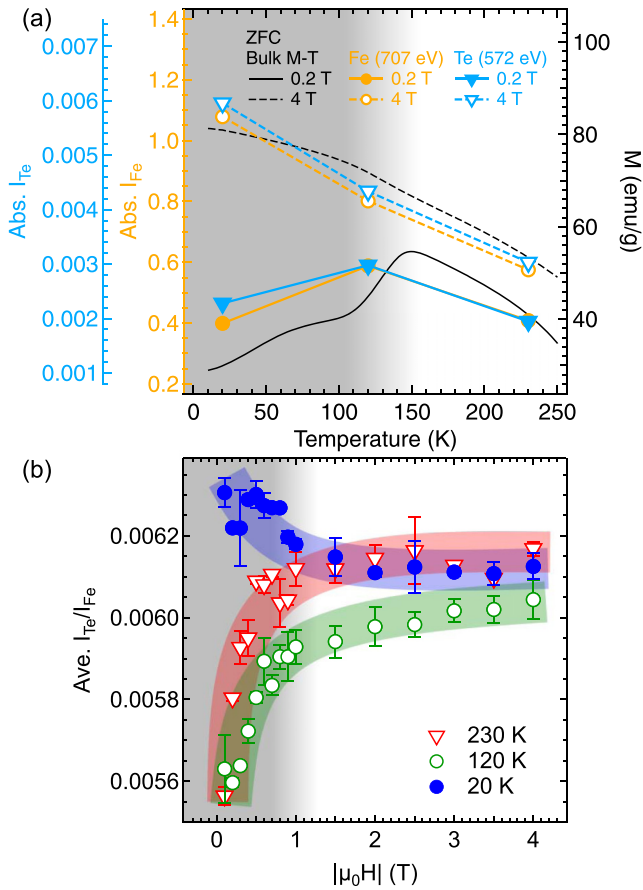 (a)
ZFC
Bulk M-T
0.2 T
4 T
Fe (707 eV)
0.2 T
4 T
Te (572 eV)
0.2 T
4 T
Abs. I_Te
0.007
0.006
0.005
0.004
0.003
0.002
0.001
Abs. I_Fe
1.4
1.2
1.0
0.8
0.6
0.4
0.2
M (emu/g)
100
80
60
40
0
50
100
150
200
250
Temperature (K)
(b)
Ave. I_Te/I_Fe
0.0062
0.0060
0.0058
0.0056
230 K
120 K
20 K
0
1
2
3
4
|μ₀H| (T)